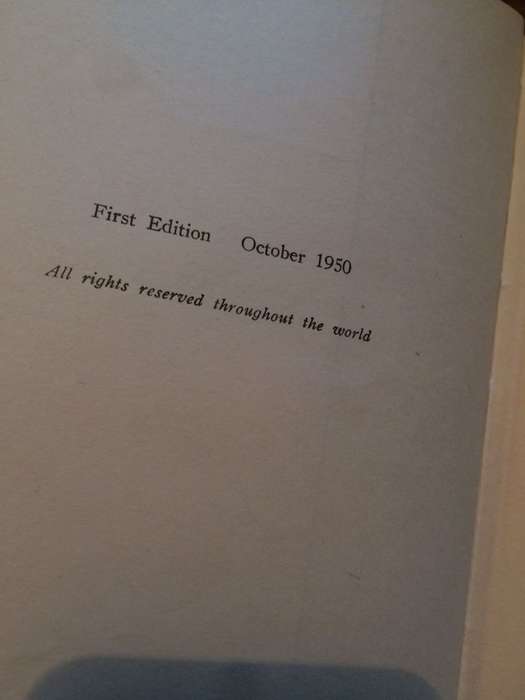 First Edition October 1950
All rights reserved throughout the world